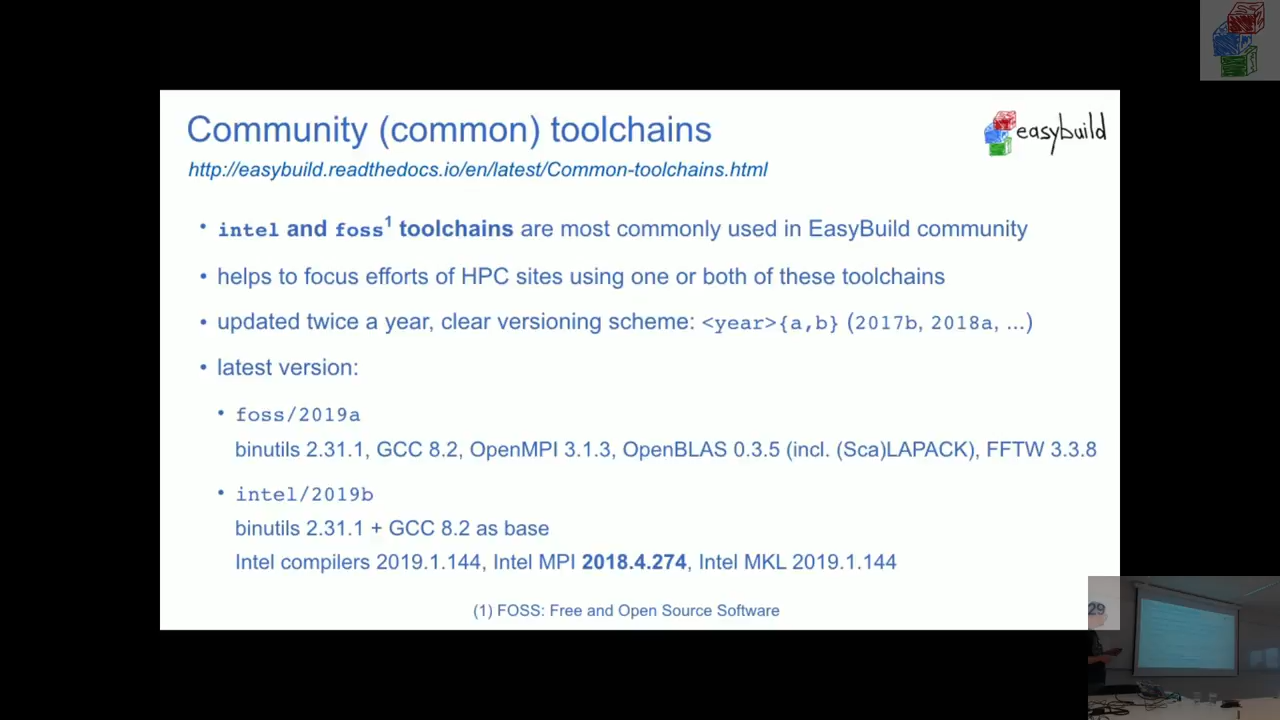 Community (common) toolchains
easybuild
http://easybuild.readthedocs.io/en/latest/Common-toolchains.html
• intel and foss¹ toolchains are most commonly used in EasyBuild community
• helps to focus efforts of HPC sites using one or both of these toolchains
• updated twice a year, clear versioning scheme: <year>{a,b} (2017b, 2018a, ...)
• latest version:
• foss/2019a
binutils 2.31.1, GCC 8.2, OpenMPI 3.1.3, OpenBLAS 0.3.5 (incl. (Sca)LAPACK), FFTW 3.3.8
• intel/2019b
binutils 2.31.1 + GCC 8.2 as base
Intel compilers 2019.1.144, Intel MPI 2018.4.274, Intel MKL 2019.1.144
(1) FOSS: Free and Open Source Software
29